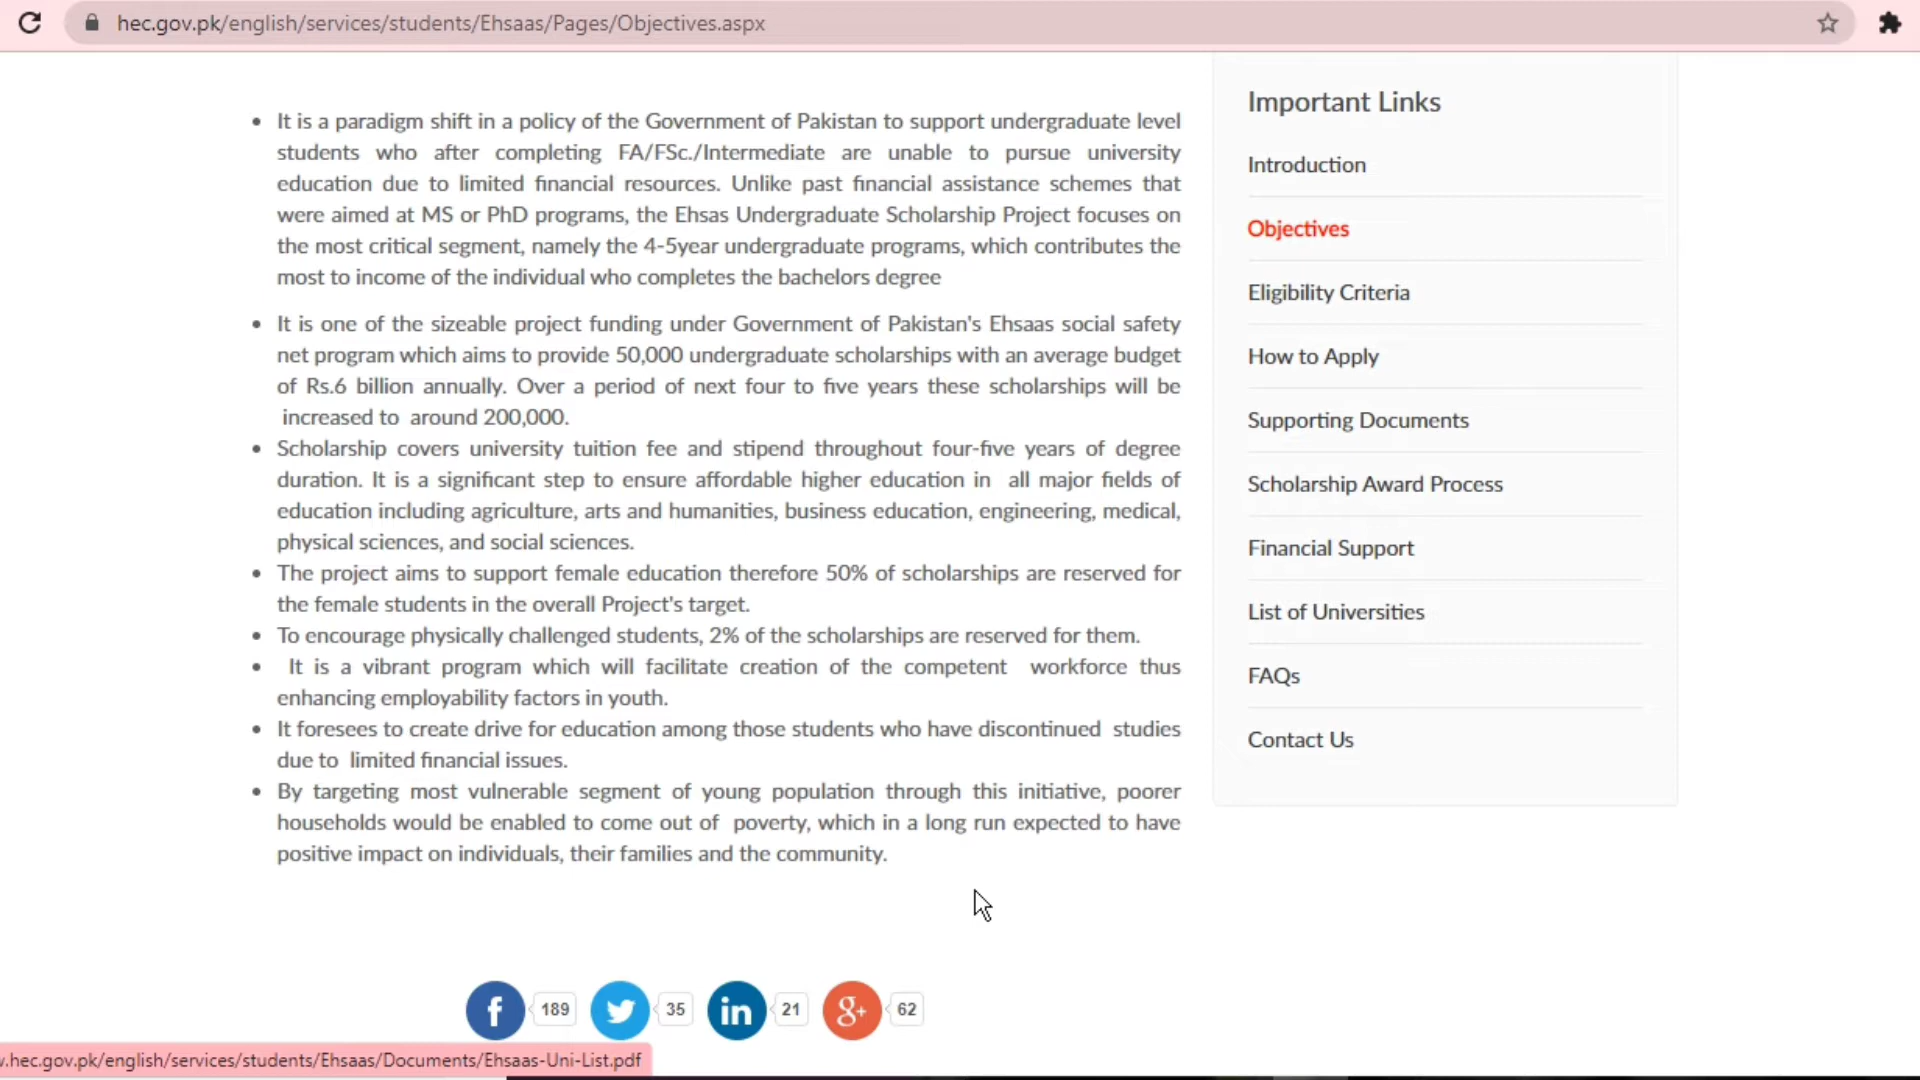 hec.gov.pk/english/services/students/Ehsaas/Pages/Objectives.aspx
It is a paradigm shift in a policy of the Government of Pakistan to support undergraduate level
students who after completing FA/FSc./Intermediate are unable to pursue university
education due to limited financial resources. Unlike past financial assistance schemes that
were aimed at MS or PhD programs, the Ehsas Undergraduate Scholarship Project focuses on
the most critical segment, namely the 4-5year undergraduate programs, which contributes the
most to income of the individual who completes the bachelors degree
It is one of the sizeable project funding under Government of Pakistan's Ehsaas social safety
net program which aims to provide 50,000 undergraduate scholarships with an average budget
of Rs.6 billion annually. Over a period of next four to five years these scholarships will be
increased to around 200,000.
Scholarship covers university tuition fee and stipend throughout four-five years of degree
duration. It is a significant step to ensure affordable higher education in all major fields of
education including agriculture, arts and humanities, business education, engineering, medical,
physical sciences, and social sciences.
The project aims to support female education therefore 50% of scholarships are reserved for
the female students in the overall Project's target.
To encourage physically challenged students, 2% of the scholarships are reserved for them.
It is a vibrant program which will facilitate creation of the competent workforce thus
enhancing employability factors in youth.
It foresees to create drive for education among those students who have discontinued studies
due to limited financial issues.
By targeting most vulnerable segment of young population through this initiative, poorer
households would be enabled to come out of poverty, which in a long run expected to have
positive impact on individuals, their families and the community.
Important Links
Introduction
Objectives
Eligibility Criteria
How to Apply
Supporting Documents
Scholarship Award Process
Financial Support
List of Universities
FAQs
Contact Us
f 189 35 in 21 g+ 62
.hec.gov.pk/english/services/students/Ehsaas/Documents/Ehsaas-Uni-List.pdf